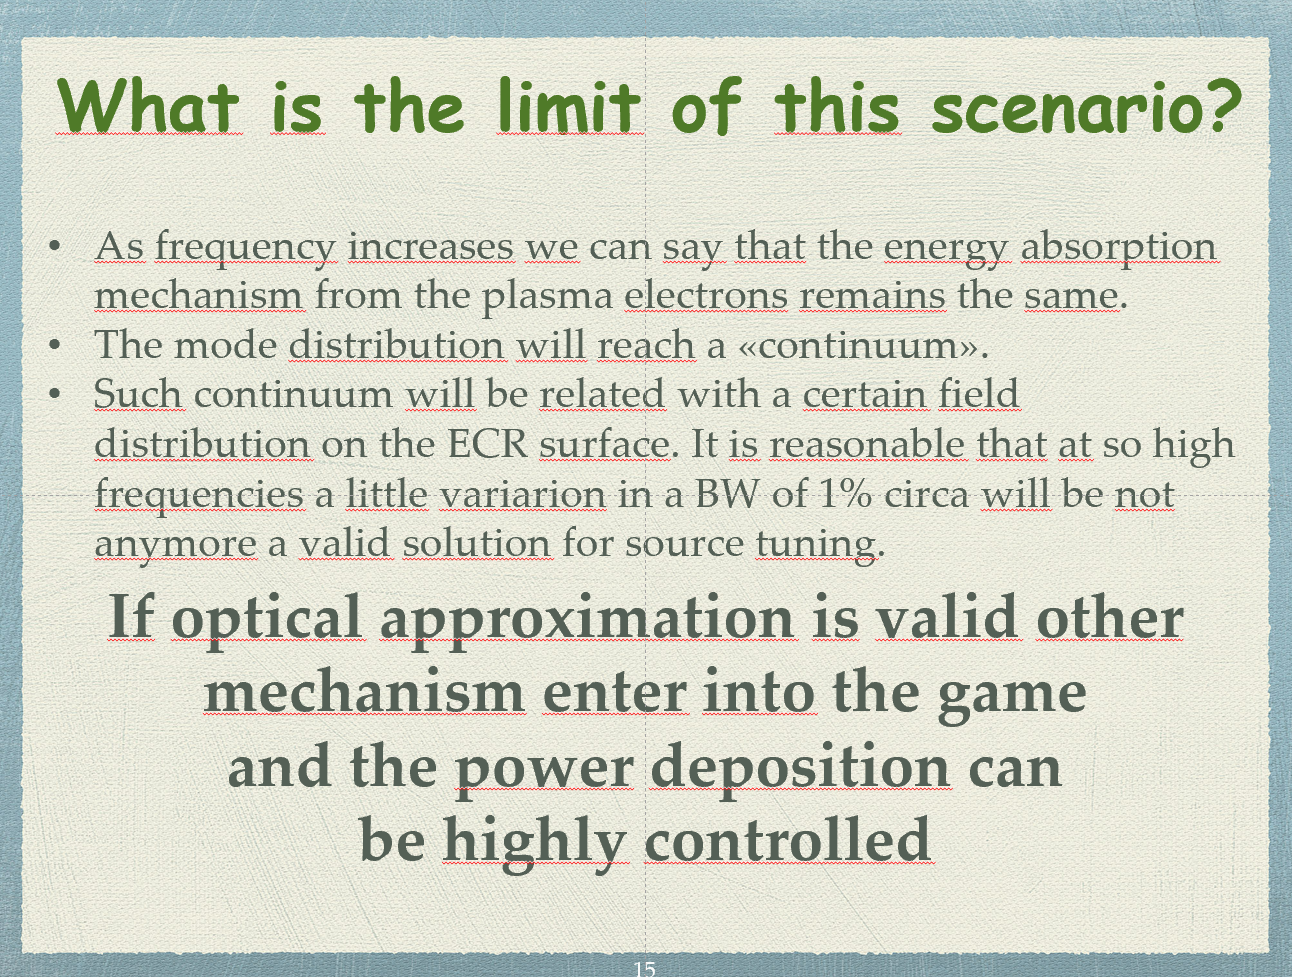 What is the limit of this scenario?
• As frequency increases we can say that the energy absorption
mechanism from the plasma electrons remains the same.
• The mode distribution will reach a «continuum».
• Such continuum will be related with a certain field
distribution on the ECR surface. It is reasonable that at so high
frequencies a little variarion in a BW of 1% circa will be not
anymore a valid solution for source tuning.
If optical approximation is valid other
mechanism enter into the game
and the power deposition can
be highly controlled
15